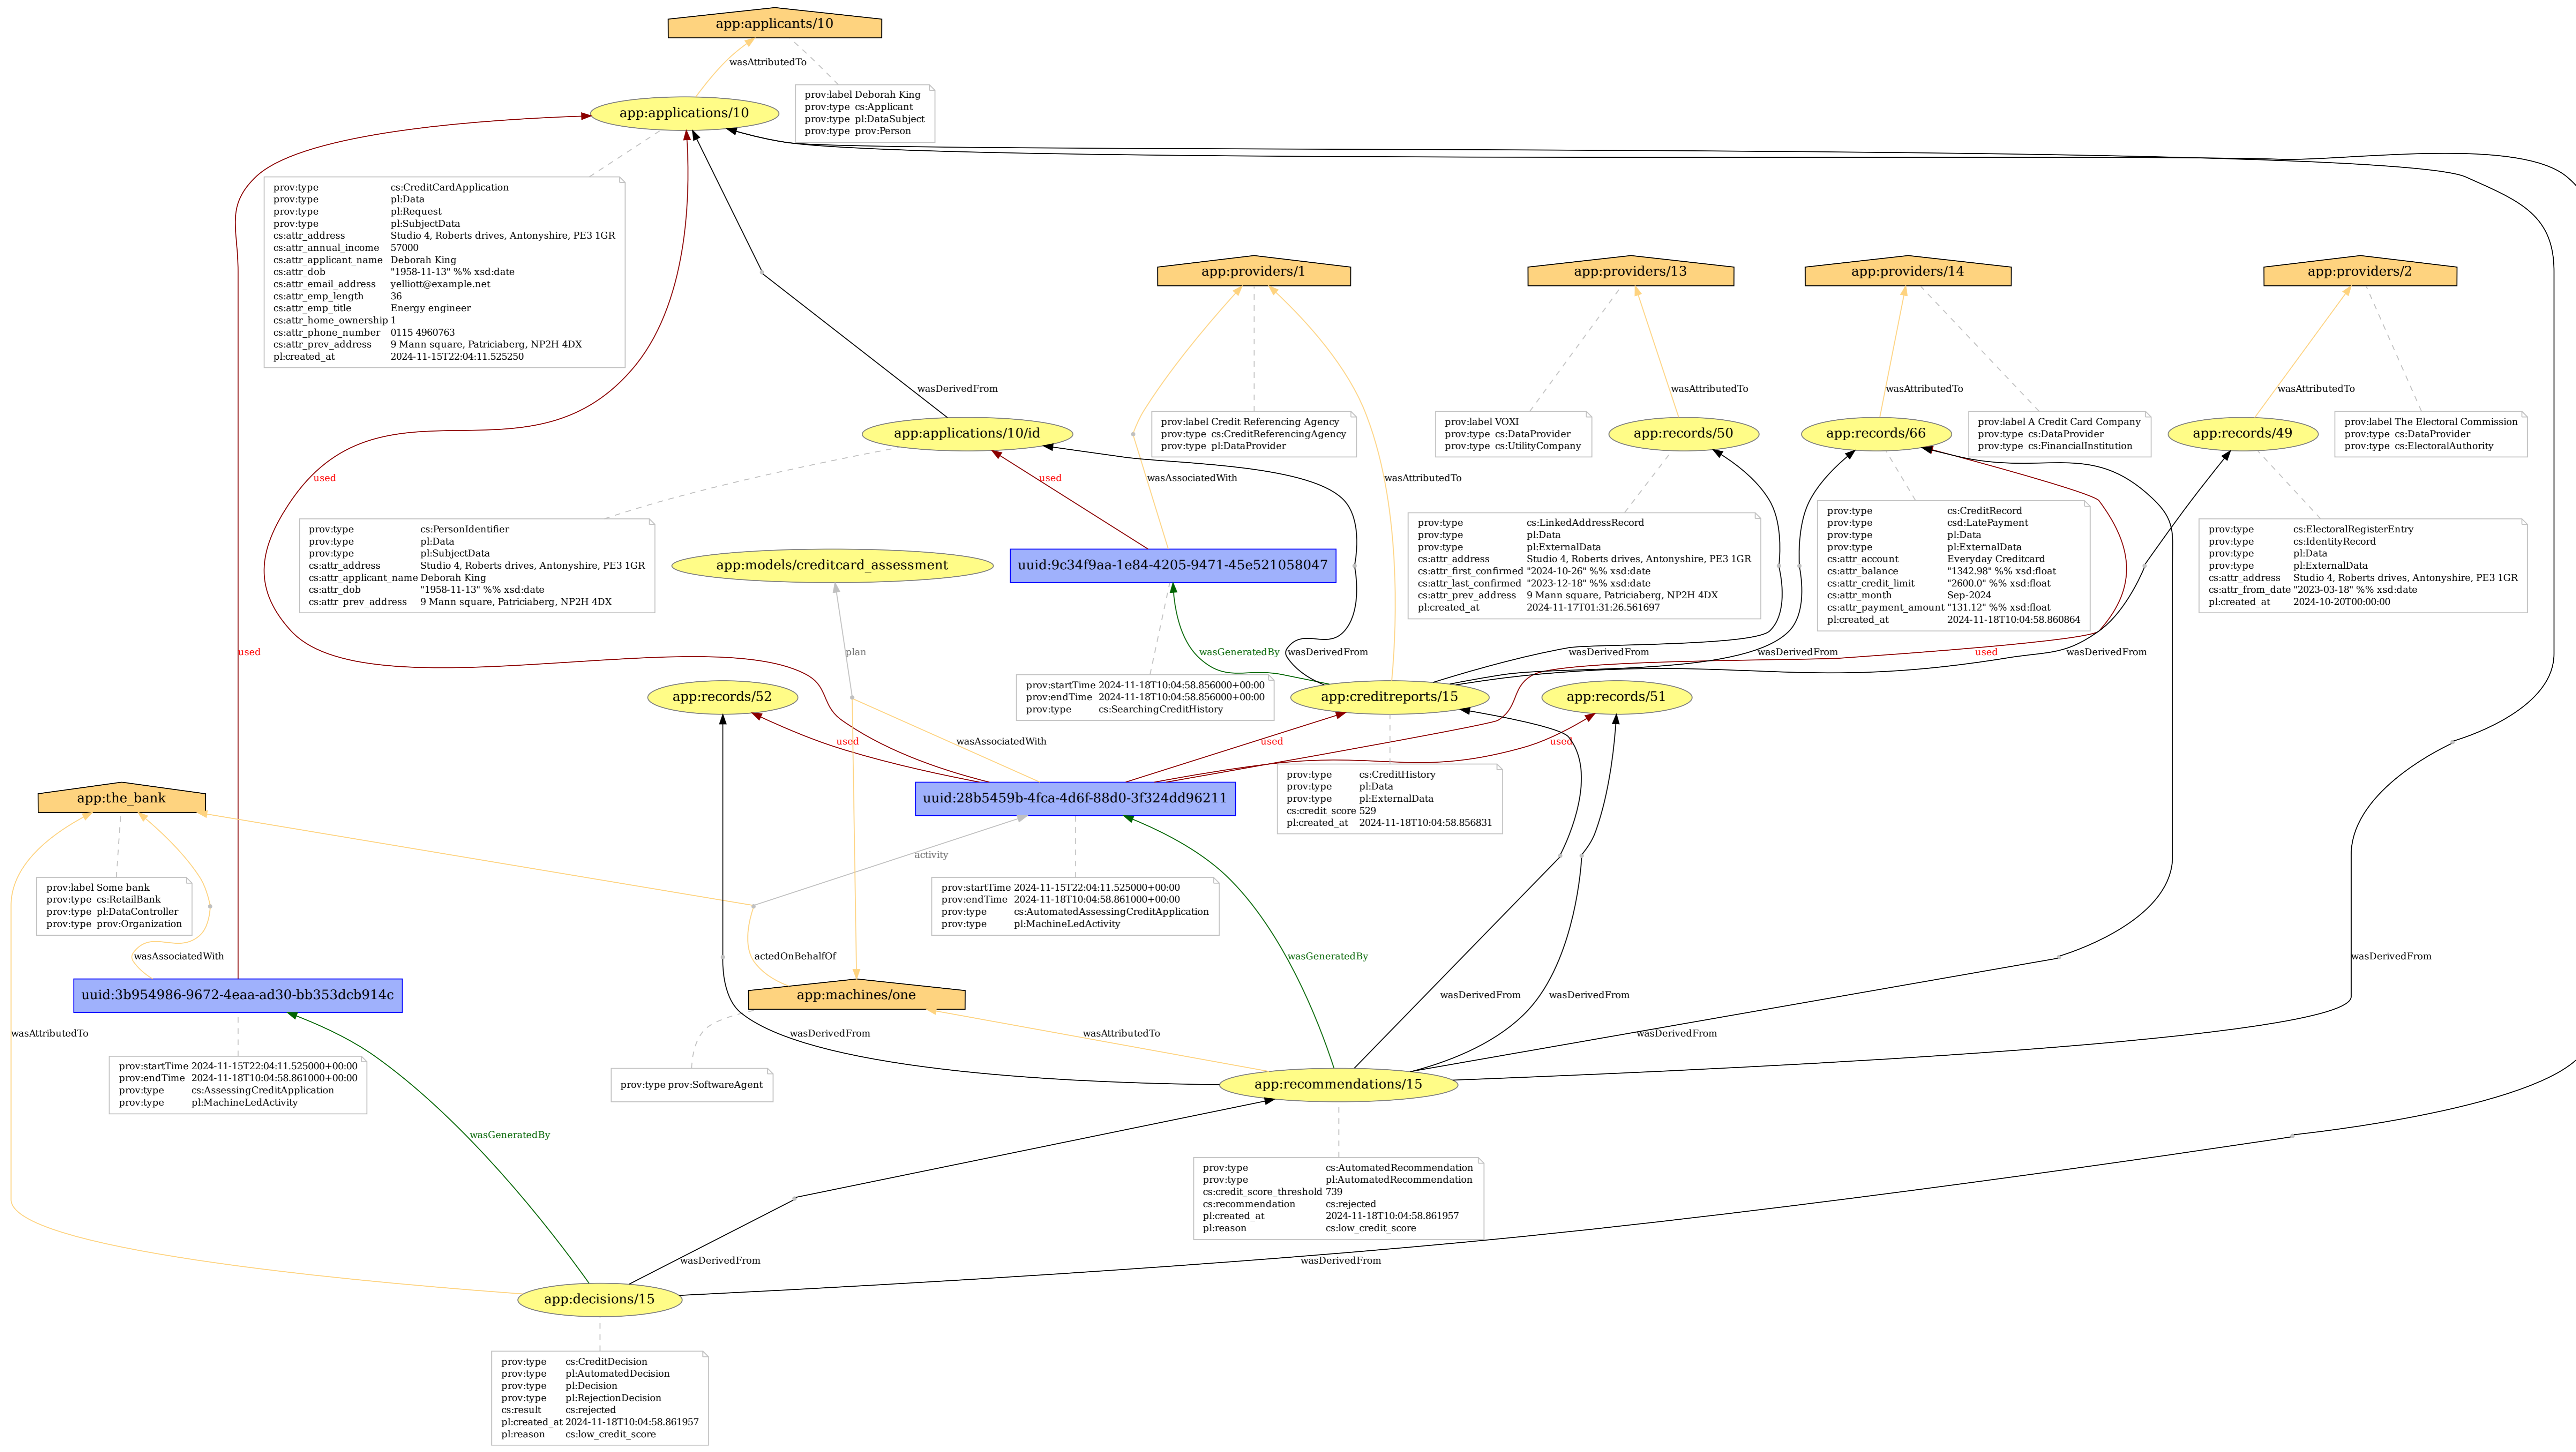 app:applicants/10
wasAttributedTo
prov:label Deborah King
prov:type cs:Applicant
prov:type pl:DataSubject
prov:type prov:Person
app:applications/10
prov:type cs:CreditCardApplication
prov:type pl:Data
prov:type pl:Request
prov:type pl:SubjectData
cs:attr_address Studio 4, Roberts drives, Antonyshire, PE3 1GR
cs:attr_annual_income 57000
cs:attr_applicant_name Deborah King
cs:attr_dob "1958-11-13" %% xsd:date
cs:attr_email_address yelliott@example.net
cs:attr_emp_length 36
cs:attr_emp_title Energy engineer
cs:attr_home_ownership 1
cs:attr_phone_number 0115 4960763
cs:attr_prev_address 9 Mann square, Patriciaberg, NP2H 4DX
pl:created_at 2024-11-15T22:04:11.525250
app:providers/1
app:providers/13
app:providers/14
app:providers/2
wasDerivedFrom
wasAttributedTo
wasAttributedTo
wasAttributedTo
app:applications/10/id
prov:label Credit Referencing Agency
prov:type cs:CreditReferencingAgency
prov:type pl:DataProvider
prov:label VOXI
prov:type cs:DataProvider
prov:type cs:UtilityCompany
app:records/50
app:records/66
prov:label A Credit Card Company
prov:type cs:DataProvider
prov:type cs:FinancialInstitution
app:records/49
prov:label The Electoral Commission
prov:type cs:DataProvider
prov:type cs:ElectoralAuthority
used
used
wasAssociatedWith
wasAttributedTo
prov:type cs:PersonIdentifier
prov:type pl:Data
prov:type pl:SubjectData
cs:attr_address Studio 4, Roberts drives, Antonyshire, PE3 1GR
cs:attr_applicant_name Deborah King
cs:attr_dob "1958-11-13" %% xsd:date
cs:attr_prev_address 9 Mann square, Patriciaberg, NP2H 4DX
app:models/creditcard_assessment
uuid:9c34f9aa-1e84-4205-9471-45e521058047
prov:type cs:LinkedAddressRecord
prov:type pl:Data
prov:type pl:ExternalData
cs:attr_address Studio 4, Roberts drives, Antonyshire, PE3 1GR
cs:attr_first_confirmed "2024-10-26" %% xsd:date
cs:attr_last_confirmed "2023-12-18" %% xsd:date
cs:attr_prev_address 9 Mann square, Patriciaberg, NP2H 4DX
pl:created_at 2024-11-17T01:31:26.561697
prov:type cs:CreditRecord
prov:type csd:LatePayment
prov:type pl:Data
prov:type pl:ExternalData
cs:attr_account Everyday Creditcard
cs:attr_balance "1342.98" %% xsd:float
cs:attr_credit_limit "2600.0" %% xsd:float
cs:attr_month Sep-2024
cs:attr_payment_amount "131.12" %% xsd:float
pl:created_at 2024-11-18T10:04:58.860864
prov:type cs:ElectoralRegisterEntry
prov:type cs:IdentityRecord
prov:type pl:Data
prov:type pl:ExternalData
cs:attr_address Studio 4, Roberts drives, Antonyshire, PE3 1GR
cs:attr_from_date "2023-03-18" %% xsd:date
pl:created_at 2024-10-20T00:00:00
used
plan
wasGeneratedBy
wasDerivedFrom
wasDerivedFrom
wasDerivedFrom
used
wasDerivedFrom
app:records/52
prov:startTime 2024-11-18T10:04:58.856000+00:00
prov:endTime 2024-11-18T10:04:58.856000+00:00
prov:type cs:SearchingCreditHistory
app:creditreports/15
app:records/51
used
wasAssociatedWith
used
used
app:the_bank
uuid:28b5459b-4fca-4d6f-88d0-3f324dd96211
prov:type cs:CreditHistory
prov:type pl:Data
prov:type pl:ExternalData
cs:credit_score 529
pl:created_at 2024-11-18T10:04:58.856831
activity
prov:label Some bank
prov:type cs:RetailBank
prov:type pl:DataController
prov:type prov:Organization
prov:startTime 2024-11-15T22:04:11.525000+00:00
prov:endTime 2024-11-18T10:04:58.861000+00:00
prov:type cs:AutomatedAssessingCreditApplication
prov:type pl:MachineLedActivity
wasAssociatedWith
actedOnBehalfOf
wasGeneratedBy
wasDerivedFrom
uuid:3b954986-9672-4eaa-ad30-bb353dcb914c
app:machines/one
wasDerivedFrom
wasDerivedFrom
wasAttributedTo
wasDerivedFrom
wasAttributedTo
wasDerivedFrom
prov:startTime 2024-11-15T22:04:11.525000+00:00
prov:endTime 2024-11-18T10:04:58.861000+00:00
prov:type cs:AssessingCreditApplication
prov:type pl:MachineLedActivity
prov:type prov:SoftwareAgent
app:recommendations/15
wasGeneratedBy
prov:type cs:AutomatedRecommendation
prov:type pl:AutomatedRecommendation
cs:credit_score_threshold 739
cs:recommendation cs:rejected
pl:created_at 2024-11-18T10:04:58.861957
pl:reason cs:low_credit_score
wasDerivedFrom
wasDerivedFrom
app:decisions/15
prov:type cs:CreditDecision
prov:type pl:AutomatedDecision
prov:type pl:Decision
prov:type pl:RejectionDecision
cs:result cs:rejected
pl:created_at 2024-11-18T10:04:58.861957
pl:reason cs:low_credit_score